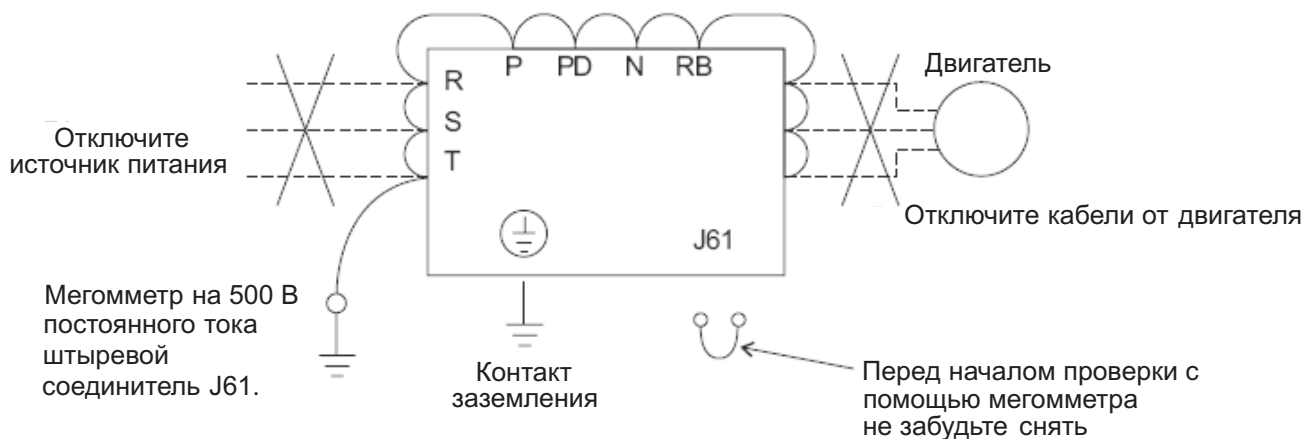 P PD N RB
R
S
T
J61
Двигатель
Отключите
источник питания
Отключите кабели от двигателя
Мегомметр на 500 В
постоянного тока
штыревой
соединитель J61.
Контакт
заземления
Перед началом проверки с
помощью мегомметра
не забудьте снять